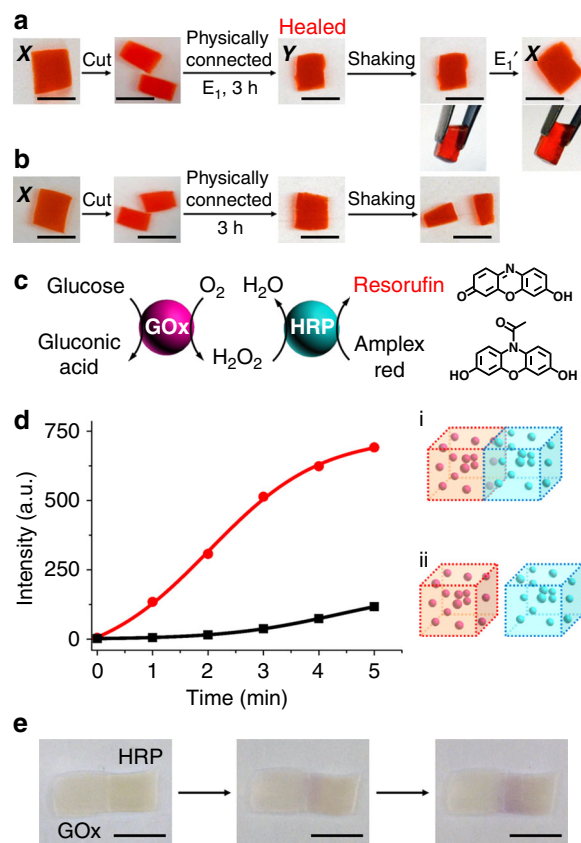 a
Healed
X
Cut
Physically
connected
E₁, 3 h
Y
Shaking
E₁′
X
b
X
Cut
Physically
connected
3 h
Shaking
c
Glucose
O₂
H₂O
Resorufin
GOx
HRP
Gluconic
acid
H₂O₂
Amplex
red
N
O
O
OH
O
N
HO
O
OH
d
Intensity (a.u.)
750
500
250
0
0 1 2 3 4 5
Time (min)
i
ii
e
HRP
GOx